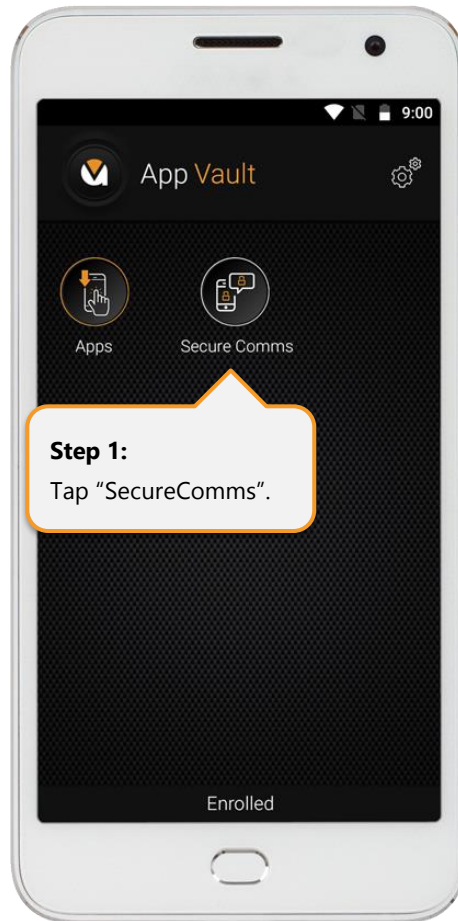 9:00
App Vault
Apps
Secure Comms
Step 1:
Tap “SecureComms”.
Enrolled